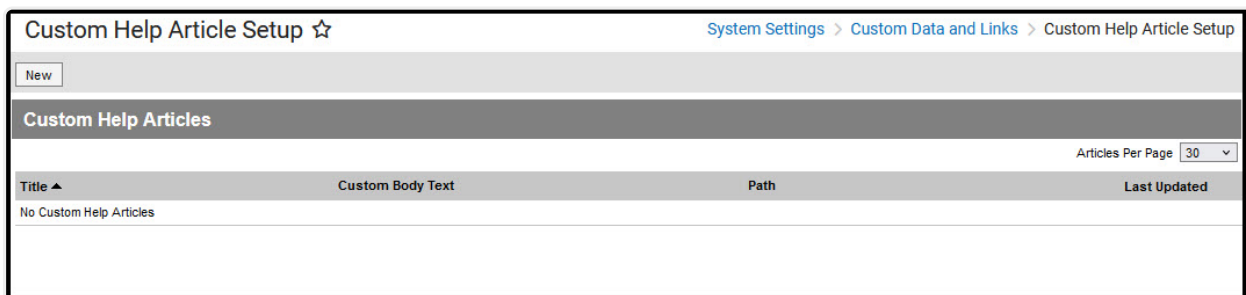 Custom Help Article Setup ☆ System Settings > Custom Data and Links > Custom Help Article Setup
New
Custom Help Articles
Articles Per Page 30
Title ▲ Custom Body Text Path Last Updated
No Custom Help Articles